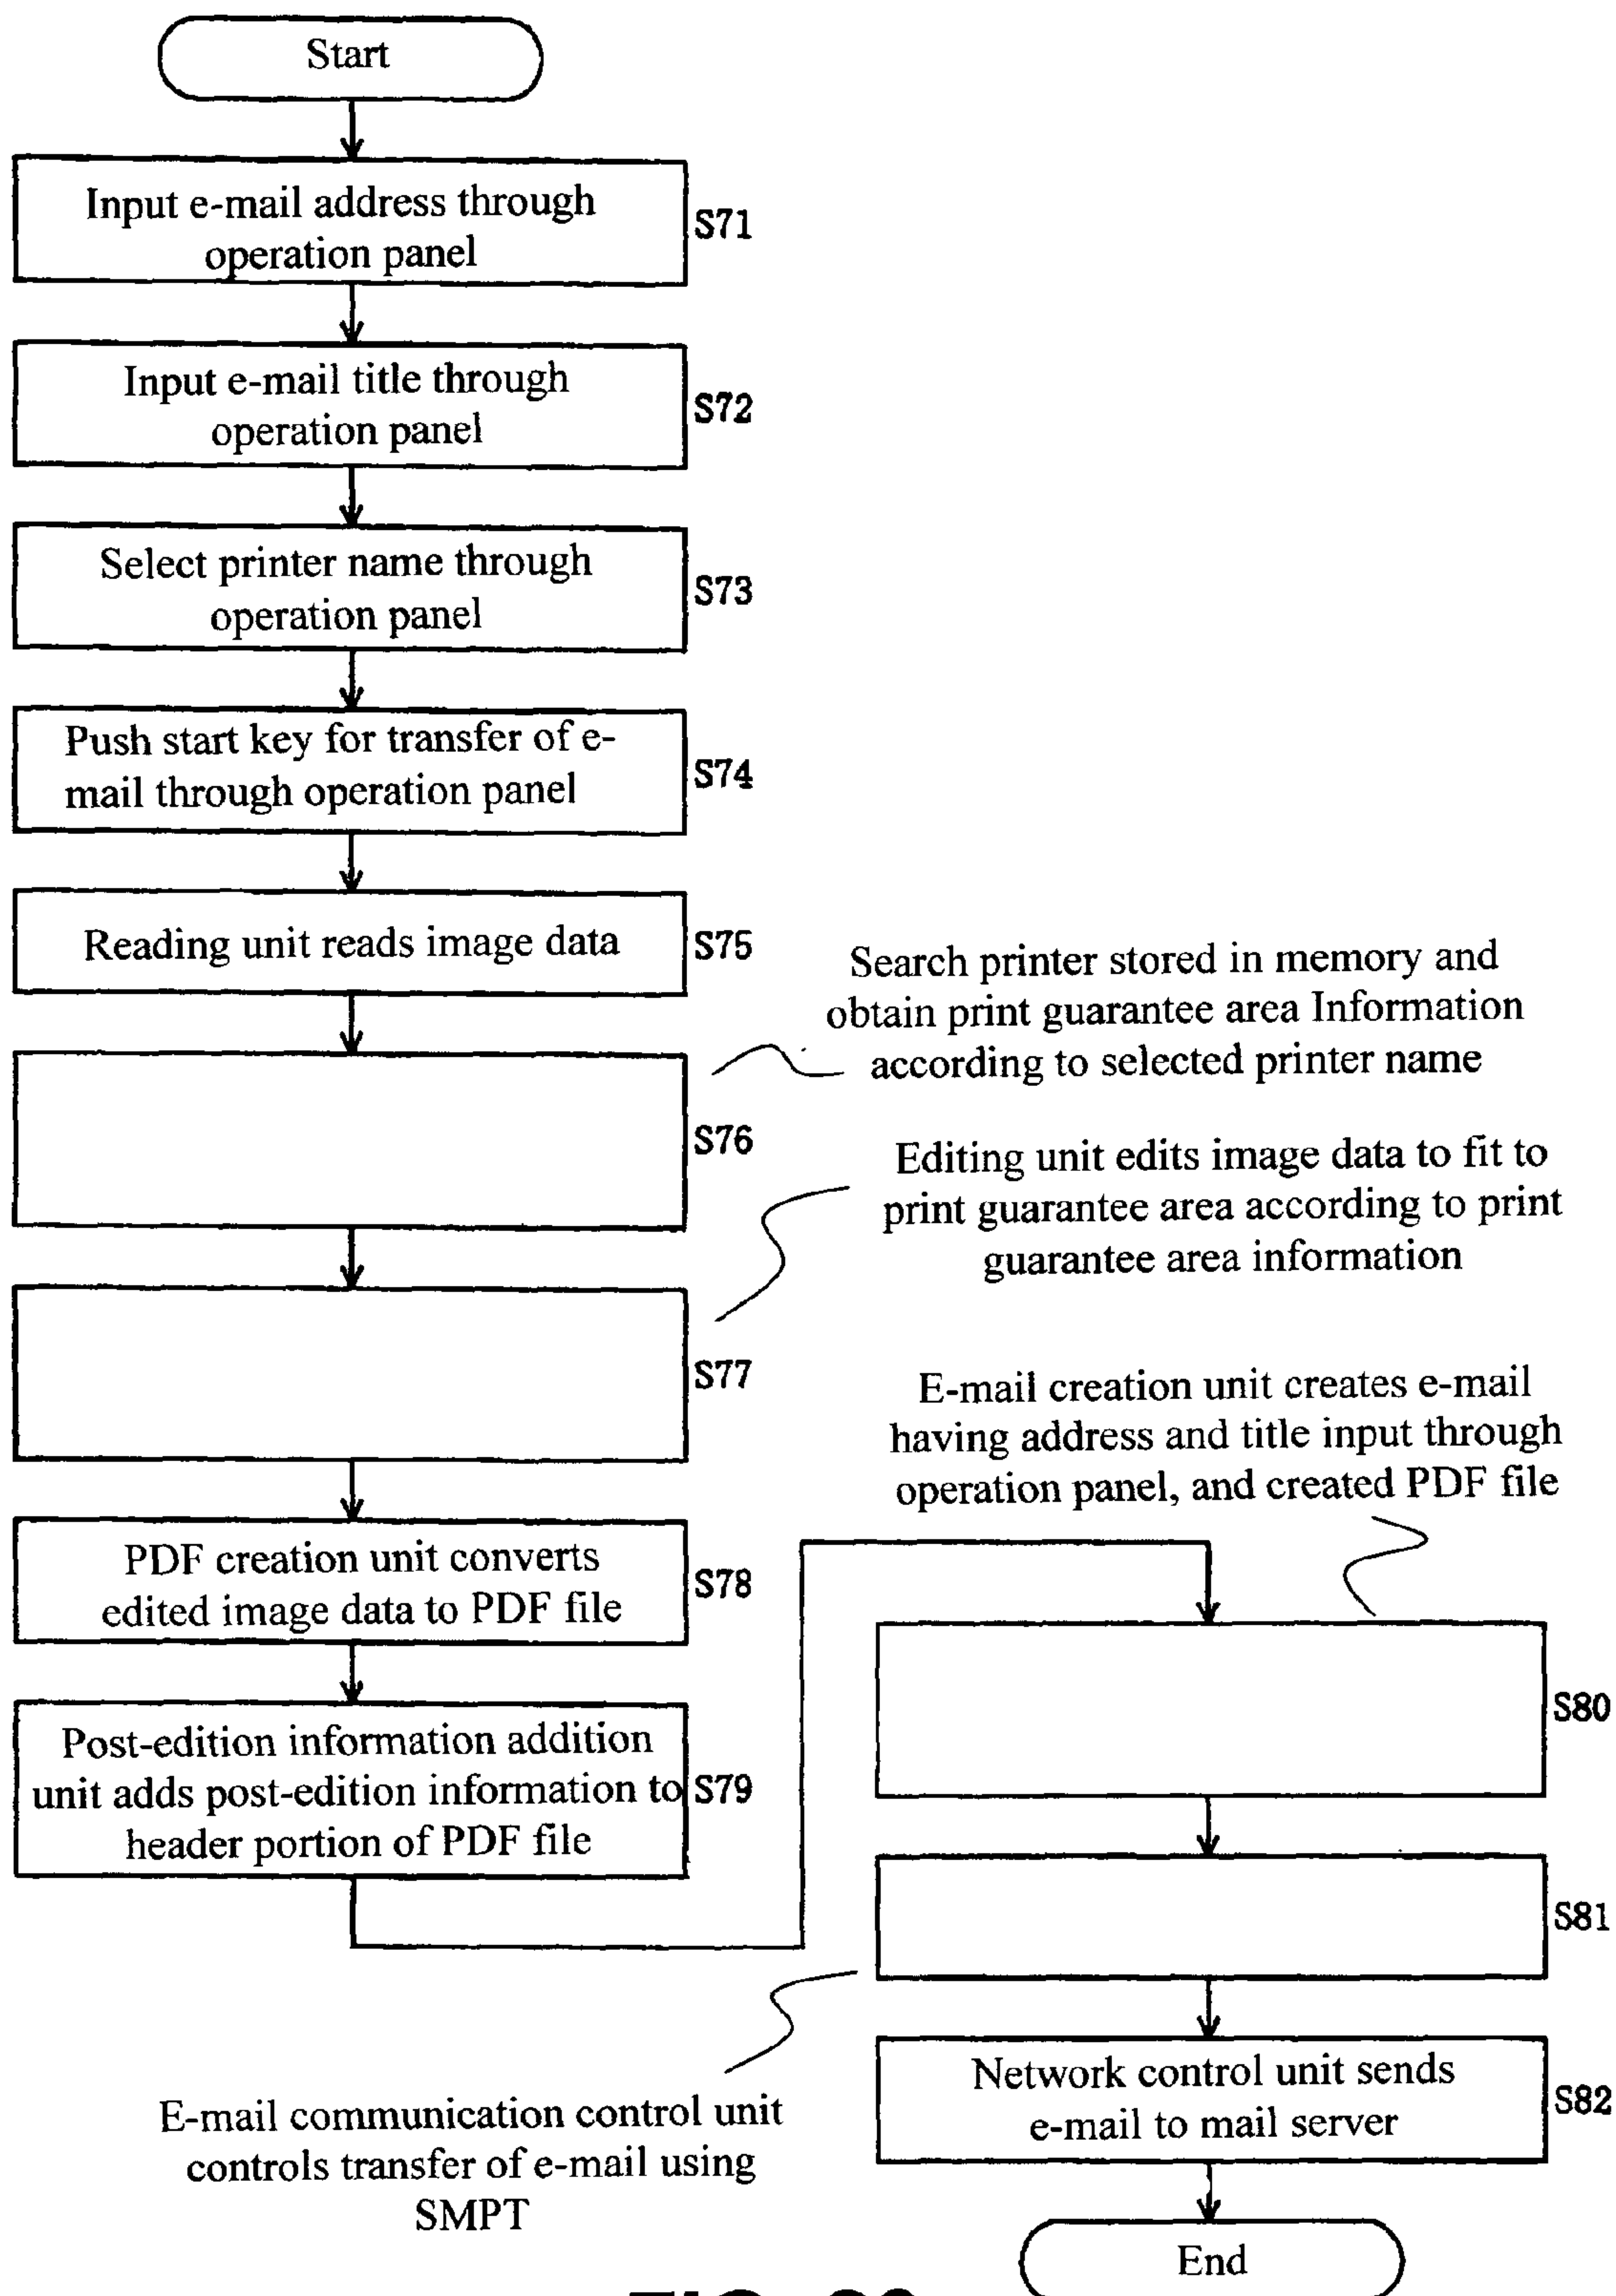 Start
Input e-mail address through
operation panel
S71
Input e-mail title through
operation panel
S72
Select printer name through
operation panel
S73
Push start key for transfer of e-
mail through operation panel
S74
Reading unit reads image data
S75
Search printer stored in memory and
obtain print guarantee area Information
according to selected printer name
S76
Editing unit edits image data to fit to
print guarantee area according to print
guarantee area information
S77
PDF creation unit converts
edited image data to PDF file
S78
Post-edition information addition
unit adds post-edition information to
header portion of PDF file
S79
E-mail creation unit creates e-mail
having address and title input through
operation panel, and created PDF file
S80
S81
E-mail communication control unit
controls transfer of e-mail using
SMPT
Network control unit sends
e-mail to mail server
S82
End